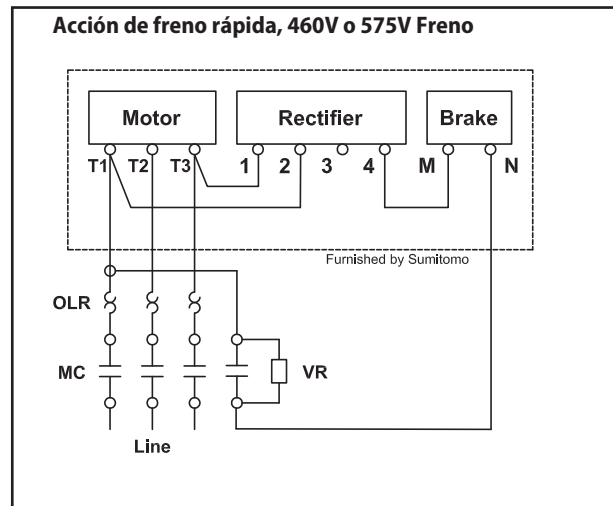 Acción de freno rápida, 460V o 575V Freno
Motor Rectifier Brake
T1 T2 T3 1 2 3 4 M N
Furnished by Sumitomo
OLR
MC VR
Line